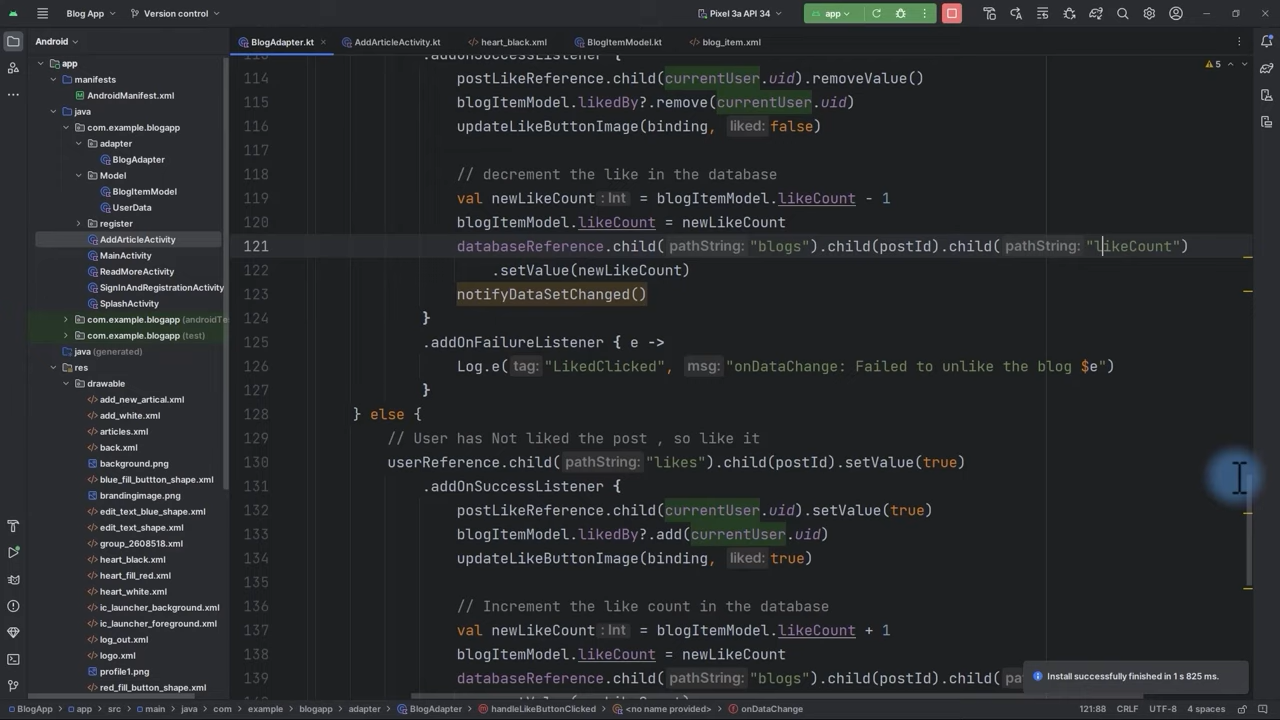 Blog App
Version control
Pixel 3a API 34
app
Android
BlogAdapter.kt
AddArticleActivity.kt
heart_black.xml
BlogItemModel.kt
blog_item.xml
5
app
manifests
AndroidManifest.xml
java
com.example.blogapp
adapter
BlogAdapter
Model
BlogItemModel
UserData
register
AddArticleActivity
MainActivity
ReadMoreActivity
SignInAndRegistrationActivity
SplashActivity
com.example.blogapp (androidTe
com.example.blogapp (test)
java (generated)
res
drawable
add_new_artical.xml
add_white.xml
articles.xml
back.xml
background.png
blue_fill_buttton_shape.xml
brandingimage.png
edit_text_blue_shape.xml
edit_text_shape.xml
group_2608518.xml
heart_black.xml
heart_fill_red.xml
heart_white.xml
ic_launcher_background.xml
ic_launcher_foreground.xml
log_out.xml
logo.xml
profile1.png
red_fill_button_shape.xml
.addOnSuccessListener {
114 postLikeReference.child(currentUser.uid).removeValue()
115 blogItemModel.likedBy?.remove(currentUser.uid)
116 updateLikeButtonImage(binding, liked: false)
117
118 // decrement the like in the database
119 val newLikeCount : Int = blogItemModel.likeCount - 1
120 blogItemModel.likeCount = newLikeCount
121 databaseReference.child( pathString: "blogs").child(postId).child( pathString: "likeCount")
122 .setValue(newLikeCount)
123 notifyDataSetChanged()
124 }
125 .addOnFailureListener { e ->
126 Log.e( tag: "LikedClicked", msg: "onDataChange: Failed to unlike the blog $e")
127 }
128 } else {
129 // User has Not liked the post , so like it
130 userReference.child( pathString: "likes").child(postId).setValue(true)
131 .addOnSuccessListener {
132 postLikeReference.child(currentUser.uid).setValue(true)
133 blogItemModel.likedBy?.add(currentUser.uid)
134 updateLikeButtonImage(binding, liked: true)
135
136 // Increment the like count in the database
137 val newLikeCount : Int = blogItemModel.likeCount + 1
138 blogItemModel.likeCount = newLikeCount
139 databaseReference.child( pathString: "blogs").child(postId).child(
Install successfully finished in 1 s 825 ms.
BlogApp > app > src > main > java > com > example > blogapp > adapter > BlogAdapter > handleLikeButtonClicked > <no name provided> > onDataChange
121:88 CRLF UTF-8 4 spaces